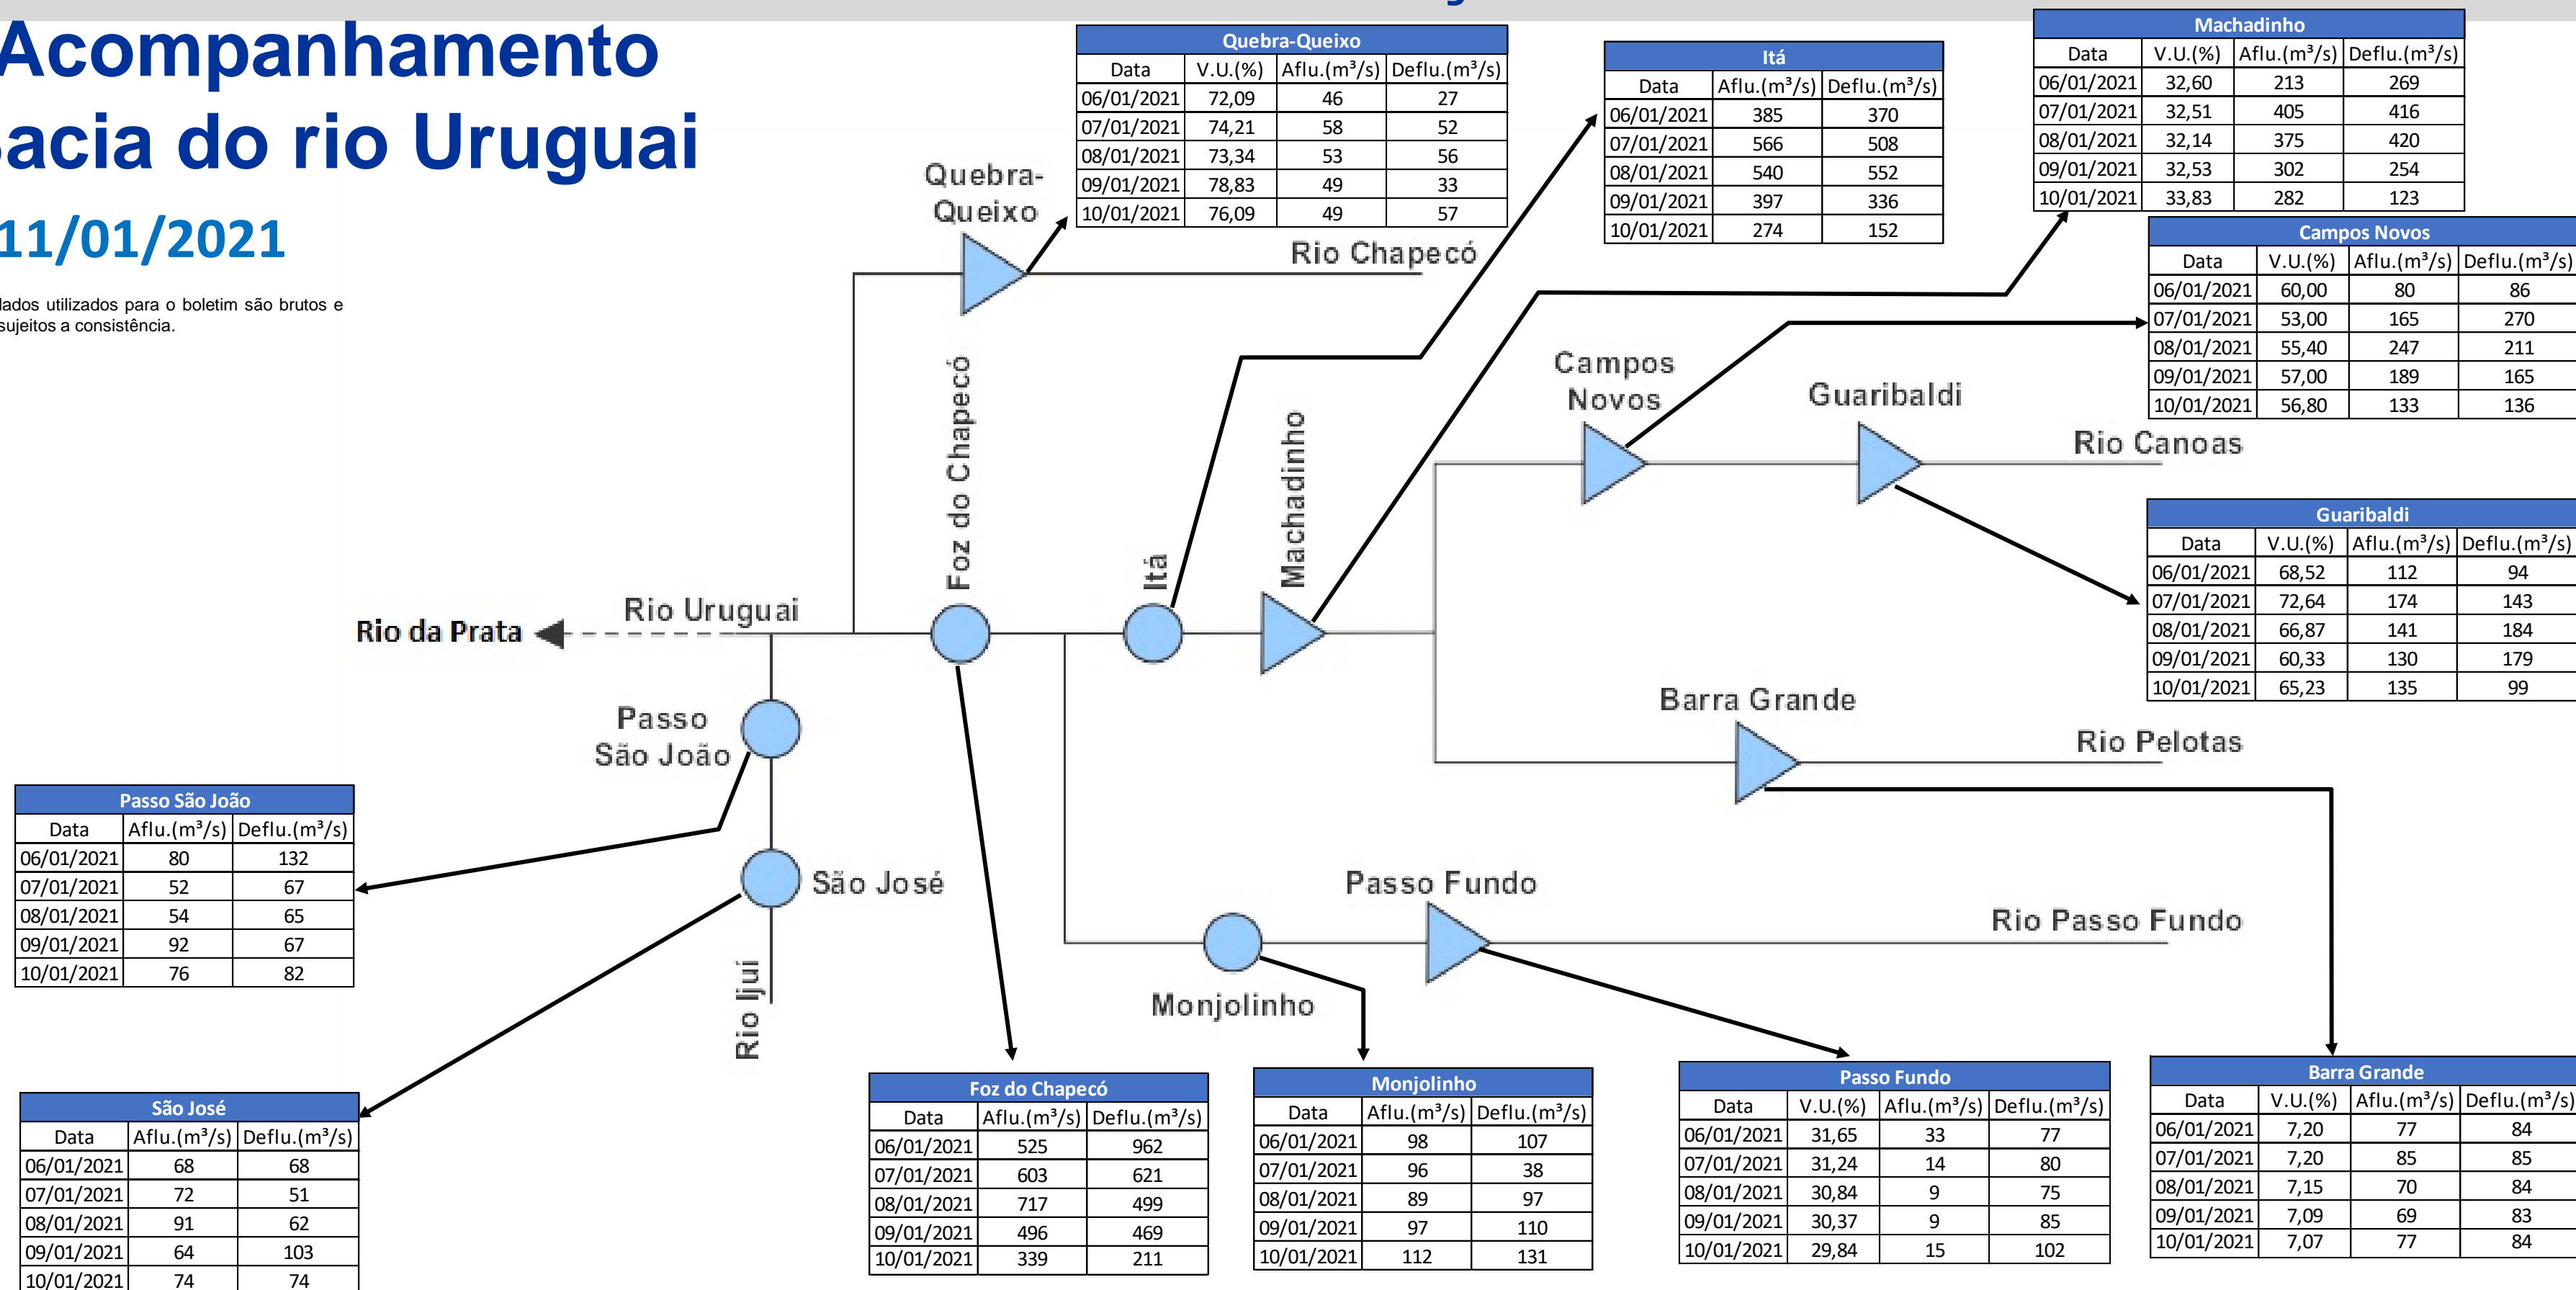 Acompanhamento
acia do rio Uruguai
11/01/2021
dados utilizados para o boletim são brutos e
sujeitos a consistência.
Quebra-Queixo
Data V.U.(%) Aflu.(m³/s) Deflu.(m³/s)
06/01/2021 72,09 46 27
07/01/2021 74,21 58 52
08/01/2021 73,34 53 56
09/01/2021 78,83 49 33
10/01/2021 76,09 49 57
Itá
Data Aflu.(m³/s) Deflu.(m³/s)
06/01/2021 385 370
07/01/2021 566 508
08/01/2021 540 552
09/01/2021 397 336
10/01/2021 274 152
Machadinho
Data V.U.(%) Aflu.(m³/s) Deflu.(m³/s)
06/01/2021 32,60 213 269
07/01/2021 32,51 405 416
08/01/2021 32,14 375 420
09/01/2021 32,53 302 254
10/01/2021 33,83 282 123
Campos Novos
Data V.U.(%) Aflu.(m³/s) Deflu.(m³/s)
06/01/2021 60,00 80 86
07/01/2021 53,00 165 270
08/01/2021 55,40 247 211
09/01/2021 57,00 189 165
10/01/2021 56,80 133 136
Quebra-
Queixo
Rio Chapecó
Foz do Chapecó
Itá
Machadinho
Campos
Novos
Guaribaldi
Rio Canoas
Guaribaldi
Data V.U.(%) Aflu.(m³/s) Deflu.(m³/s)
06/01/2021 68,52 112 94
07/01/2021 72,64 174 143
08/01/2021 66,87 141 184
09/01/2021 60,33 130 179
10/01/2021 65,23 135 99
Rio da Prata
Rio Uruguai
Barra Grande
Rio Pelotas
Passo
São João
São José
Rio Ijuí
Passo Fundo
Rio Passo Fundo
Monjolinho
Passo São João
Data Aflu.(m³/s) Deflu.(m³/s)
06/01/2021 80 132
07/01/2021 52 67
08/01/2021 54 65
09/01/2021 92 67
10/01/2021 76 82
São José
Data Aflu.(m³/s) Deflu.(m³/s)
06/01/2021 68 68
07/01/2021 72 51
08/01/2021 91 62
09/01/2021 64 103
10/01/2021 74 74
Foz do Chapecó
Data Aflu.(m³/s) Deflu.(m³/s)
06/01/2021 525 962
07/01/2021 603 621
08/01/2021 717 499
09/01/2021 496 469
10/01/2021 339 211
Monjolinho
Data Aflu.(m³/s) Deflu.(m³/s)
06/01/2021 98 107
07/01/2021 96 38
08/01/2021 89 97
09/01/2021 97 110
10/01/2021 112 131
Passo Fundo
Data V.U.(%) Aflu.(m³/s) Deflu.(m³/s)
06/01/2021 31,65 33 77
07/01/2021 31,24 14 80
08/01/2021 30,84 9 75
09/01/2021 30,37 9 85
10/01/2021 29,84 15 102
Barra Grande
Data V.U.(%) Aflu.(m³/s) Deflu.(m³/s)
06/01/2021 7,20 77 84
07/01/2021 7,20 85 85
08/01/2021 7,15 70 84
09/01/2021 7,09 69 83
10/01/2021 7,07 77 84